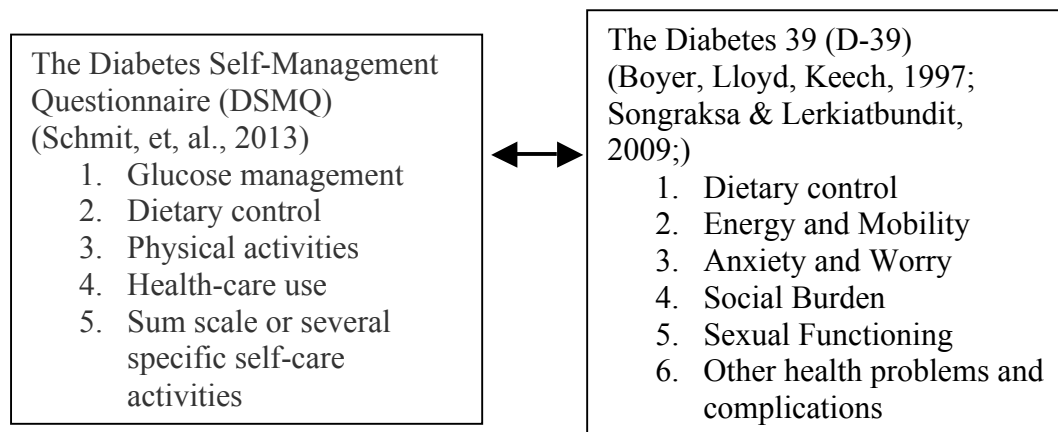 The Diabetes Self-Management
Questionnaire (DSMQ)
(Schmit, et, al., 2013)
1. Glucose management
2. Dietary control
3. Physical activities
4. Health-care use
5. Sum scale or several
specific self-care
activities
The Diabetes 39 (D-39)
(Boyer, Lloyd, Keech, 1997;
Songraksa & Lerkiatbundit,
2009;)
1. Dietary control
2. Energy and Mobility
3. Anxiety and Worry
4. Social Burden
5. Sexual Functioning
6. Other health problems and
complications